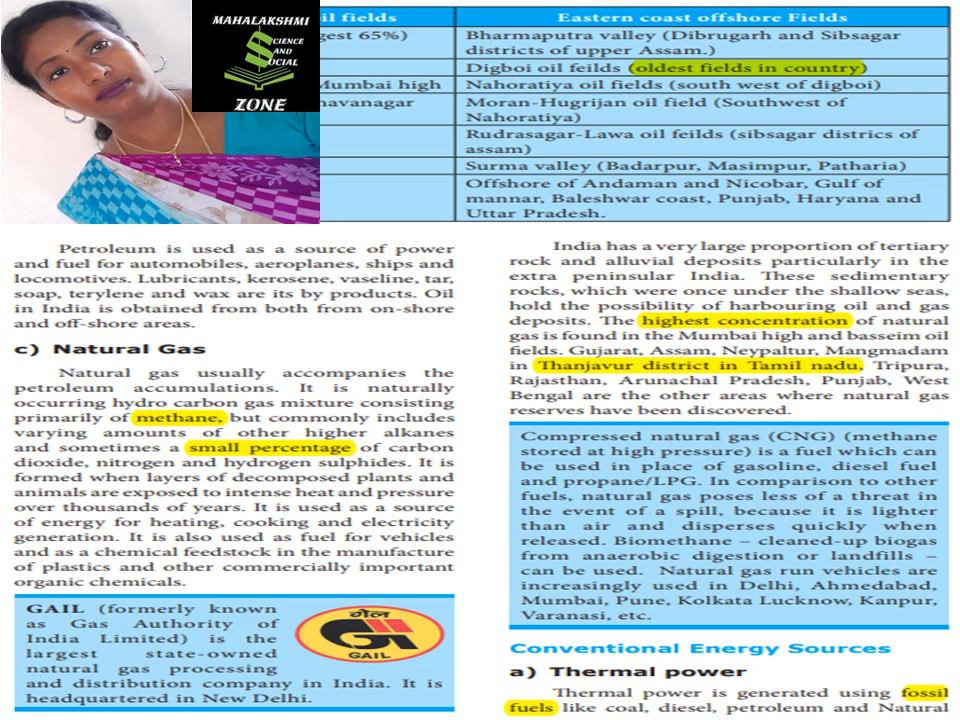 MAHALAKSHMI
SCIENCE
AND
SOCIAL
ZONE
il fields
gest 65%)
Mumbai high
navanagar
Eastern coast offshore Fields
Bharmaputra valley (Dibrugarh and Sibsagar
districts of upper Assam.)
Digboi oil feilds (oldest fields in country)
Nahoratiya oil fields (south west of digboi)
Moran-Hugrijan oil field (Southwest of
Nahoratiya)
Rudrasagar-Lawa oil feilds (sibsagar districs of
assam)
Surma valley (Badarpur, Masimpur, Patharia)
Offshore of Andaman and Nicobar, Gulf of
mannar, Baleshwar coast, Punjab, Haryana and
Uttar Pradesh.
Petroleum is used as a source of power
and fuel for automobiles, aeroplanes, ships and
locomotives. Lubricants, kerosene, vaseline, tar,
soap, terylene and wax are its by products. Oil
in India is obtained from both from on-shore
and off-shore areas.
c) Natural Gas
Natural gas usually accompanies the
petroleum accumulations. It is naturally
occurring hydro carbon gas mixture consisting
primarily of methane, but commonly includes
varying amounts of other higher alkanes
and sometimes a small percentage of carbon
dioxide, nitrogen and hydrogen sulphides. It is
formed when layers of decomposed plants and
animals are exposed to intense heat and pressure
over thousands of years. It is used as a source
of energy for heating, cooking and electricity
generation. It is also used as fuel for vehicles
and as a chemical feedstock in the manufacture
of plastics and other commercially important
organic chemicals.
GAIL (formerly known
as Gas Authority of
India Limited) is the
largest state-owned
natural gas processing
and distribution company in India. It is
headquartered in New Delhi.
गेल
GAIL
India has a very large proportion of tertiary
rock and alluvial deposits particularly in the
extra peninsular India. These sedimentary
rocks, which were once under the shallow seas,
hold the possibility of harbouring oil and gas
deposits. The highest concentration of natural
gas is found in the Mumbai high and basseim oil
fields. Gujarat, Assam, Neypaltur, Mangmadam
in Thanjavur district in Tamil nadu, Tripura,
Rajasthan, Arunachal Pradesh, Punjab, West
Bengal are the other areas where natural gas
reserves have been discovered.
Compressed natural gas (CNG) (methane
stored at high pressure) is a fuel which can
be used in place of gasoline, diesel fuel
and propane/LPG. In comparison to other
fuels, natural gas poses less of a threat in
the event of a spill, because it is lighter
than air and disperses quickly when
released. Biomethane – cleaned-up biogas
from anaerobic digestion or landfills –
can be used. Natural gas run vehicles are
increasingly used in Delhi, Ahmedabad,
Mumbai, Pune, Kolkata Lucknow, Kanpur,
Varanasi, etc.
Conventional Energy Sources
a) Thermal power
Thermal power is generated using fossil
fuels like coal, diesel, petroleum and Natural